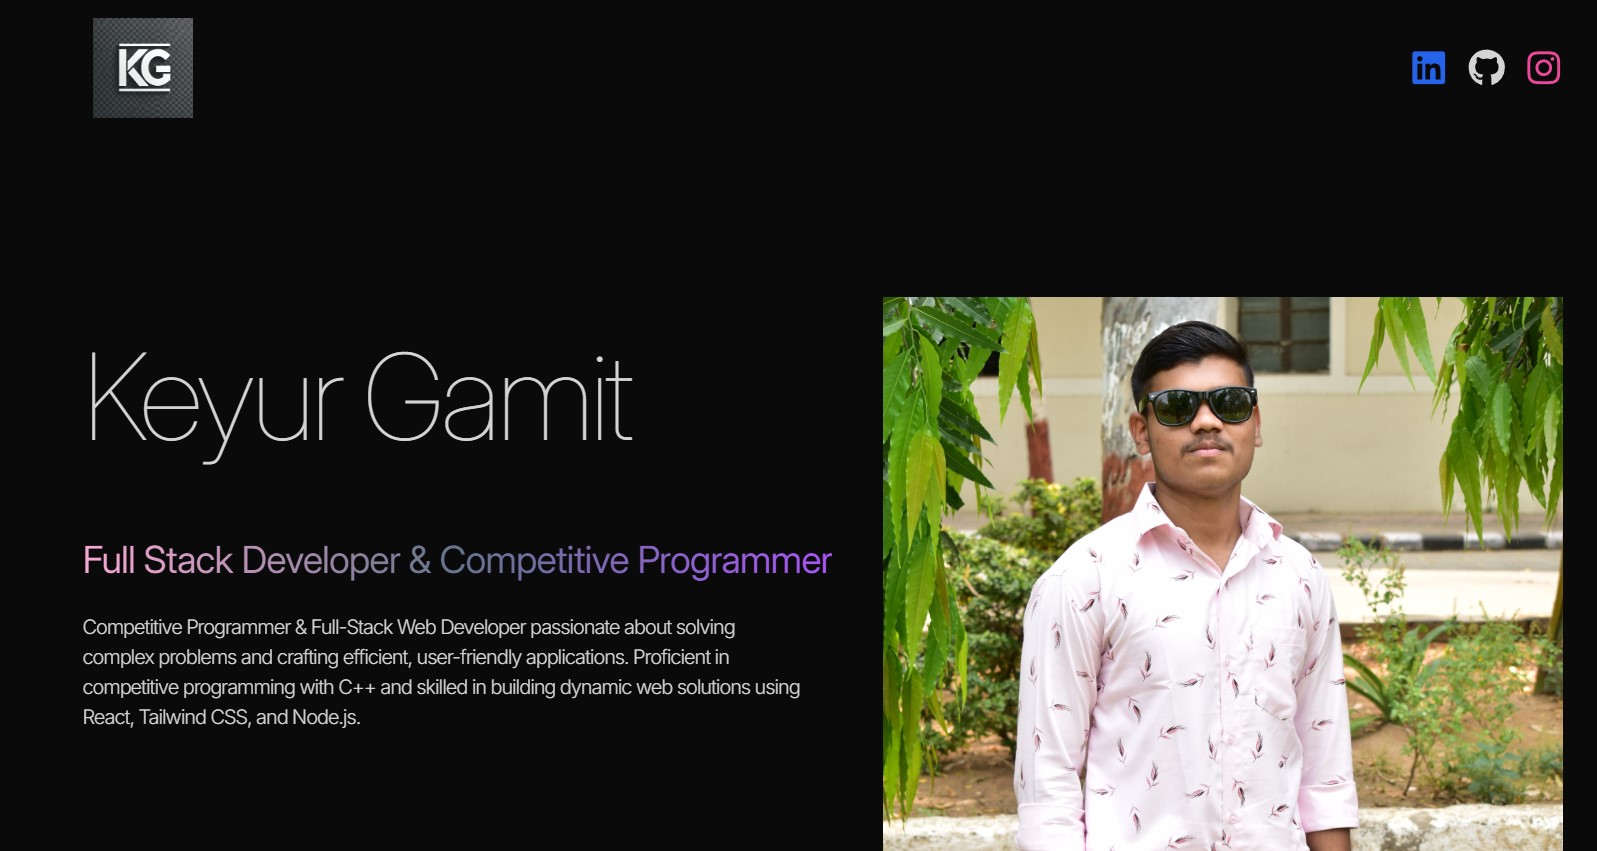 KG
in
Keyur Gamit
Full Stack Developer & Competitive Programmer
Competitive Programmer & Full-Stack Web Developer passionate about solving
complex problems and crafting efficient, user-friendly applications. Proficient in
competitive programming with C++ and skilled in building dynamic web solutions using
React, Tailwind CSS, and Node.js.